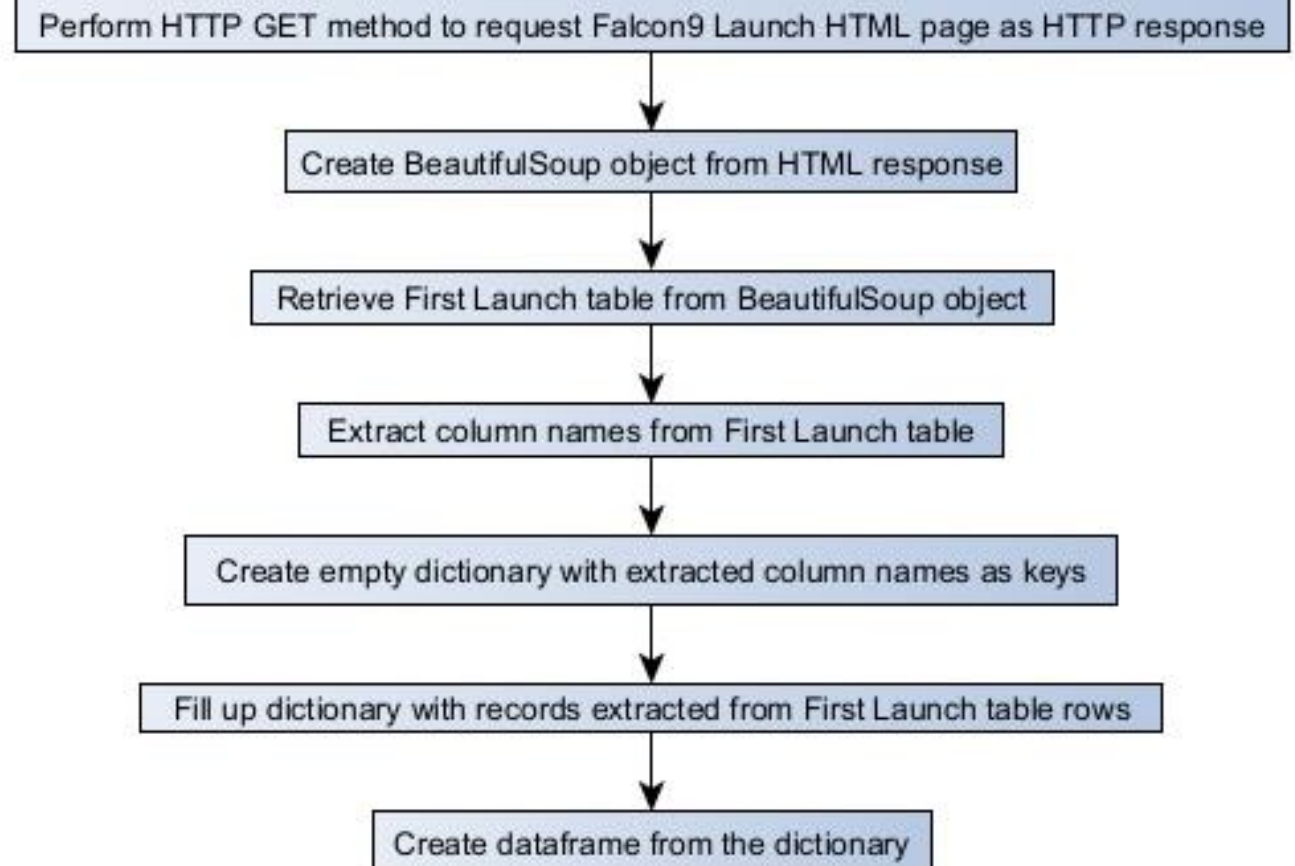 Perform HTTP GET method to request Falcon9 Launch HTML page as HTTP response
Create BeautifulSoup object from HTML response
Retrieve First Launch table from BeautifulSoup object
Extract column names from First Launch table
Create empty dictionary with extracted column names as keys
Fill up dictionary with records extracted from First Launch table rows
Create dataframe from the dictionary